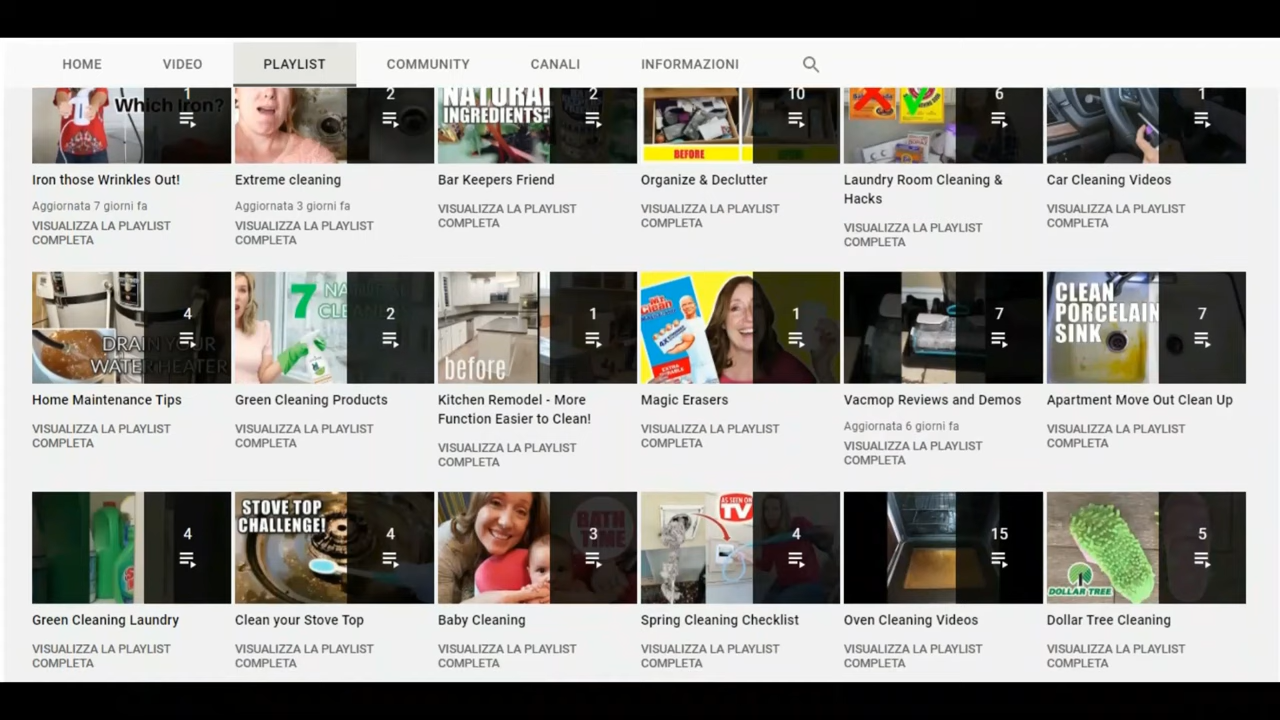 HOME VIDEO PLAYLIST COMMUNITY CANALI INFORMAZIONI
Which Iron?
1
2
NATURAL
INGREDIENTS?
2
BEFORE
10
6
1
Iron those Wrinkles Out!
Aggiornata 7 giorni fa
VISUALIZZA LA PLAYLIST
COMPLETA
Extreme cleaning
Aggiornata 3 giorni fa
VISUALIZZA LA PLAYLIST
COMPLETA
Bar Keepers Friend
VISUALIZZA LA PLAYLIST
COMPLETA
Organize & Declutter
VISUALIZZA LA PLAYLIST
COMPLETA
Laundry Room Cleaning &
Hacks
VISUALIZZA LA PLAYLIST
COMPLETA
Car Cleaning Videos
VISUALIZZA LA PLAYLIST
COMPLETA
DRAIN YOUR
WATER HEATER
4
7 NATURAL
CLEANING
2
before
1
Mr. Clean
EXTRA
DURABLE
1
7
CLEAN
PORCELAIN
SINK
7
Home Maintenance Tips
VISUALIZZA LA PLAYLIST
COMPLETA
Green Cleaning Products
VISUALIZZA LA PLAYLIST
COMPLETA
Kitchen Remodel - More
Function Easier to Clean!
VISUALIZZA LA PLAYLIST
COMPLETA
Magic Erasers
VISUALIZZA LA PLAYLIST
COMPLETA
Vacmop Reviews and Demos
Aggiornata 6 giorni fa
VISUALIZZA LA PLAYLIST
COMPLETA
Apartment Move Out Clean Up
VISUALIZZA LA PLAYLIST
COMPLETA
4
STOVE TOP
CHALLENGE!
4
BATH
TIME
3
AS SEEN ON
TV
4
15
DOLLAR TREE
5
Green Cleaning Laundry
VISUALIZZA LA PLAYLIST
COMPLETA
Clean your Stove Top
VISUALIZZA LA PLAYLIST
COMPLETA
Baby Cleaning
VISUALIZZA LA PLAYLIST
COMPLETA
Spring Cleaning Checklist
VISUALIZZA LA PLAYLIST
COMPLETA
Oven Cleaning Videos
VISUALIZZA LA PLAYLIST
COMPLETA
Dollar Tree Cleaning
VISUALIZZA LA PLAYLIST
COMPLETA